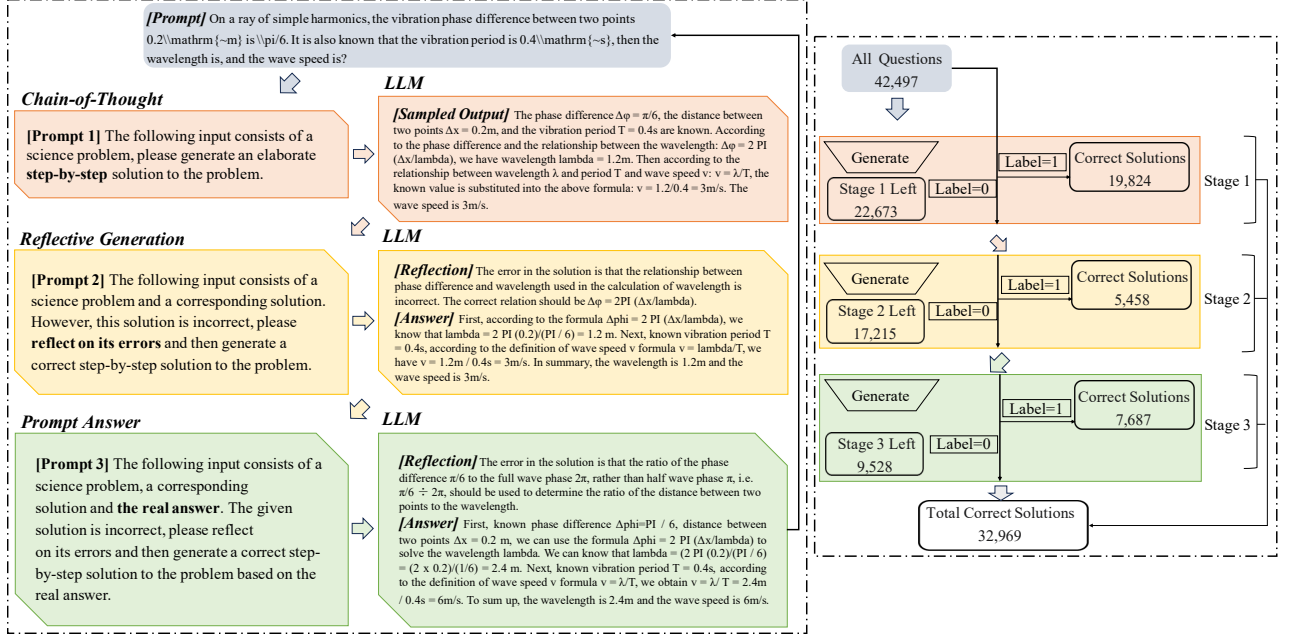 [Prompt] On a ray of simple harmonics, the vibration phase difference between two points
0.2\\mathrm{~m} is \\pi/6. It is also known that the vibration period is 0.4\\mathrm{~s}, then the
wavelength is, and the wave speed is?
Chain-of-Thought
[Prompt 1] The following input consists of a
science problem, please generate an elaborate
step-by-step solution to the problem.
LLM
[Sampled Output] The phase difference Δφ = π/6, the distance between
two points Δx = 0.2m, and the vibration period T = 0.4s are known. According
to the phase difference and the relationship between the wavelength: Δφ = 2 PI
(Δx/lambda), we have wavelength lambda = 1.2m. Then according to the
relationship between wavelength λ and period T and wave speed v: v = λ/T, the
known value is substituted into the above formula: v = 1.2/0.4 = 3m/s. The
wave speed is 3m/s.
Reflective Generation
[Prompt 2] The following input consists of a
science problem and a corresponding solution.
However, this solution is incorrect, please
reflect on its errors and then generate a
correct step-by-step solution to the problem.
LLM
[Reflection] The error in the solution is that the relationship between
phase difference and wavelength used in the calculation of wavelength is
incorrect. The correct relation should be Δφ = 2PI (Δx/lambda).
[Answer] First, according to the formula Δphi = 2 PI (Δx/lambda), we
know that lambda = 2 PI (0.2)/(PI / 6) = 1.2 m. Next, known vibration period T
= 0.4s, according to the definition of wave speed v formula v = lambda/T, we
have v = 1.2m / 0.4s = 3m/s. In summary, the wavelength is 1.2m and the
wave speed is 3m/s.
Prompt Answer
[Prompt 3] The following input consists of a
science problem, a corresponding
solution and the real answer. The given
solution is incorrect, please reflect
on its errors and then generate a correct step-
by-step solution to the problem based on the
real answer.
LLM
[Reflection] The error in the solution is that the ratio of the phase
difference π/6 to the full wave phase 2π, rather than half wave phase π, i.e.
π/6 ÷ 2π, should be used to determine the ratio of the distance between two
points to the wavelength.
[Answer] First, known phase difference Δphi=PI / 6, distance between
two points Δx = 0.2 m, we can use the formula Δphi = 2 PI (Δx/lambda) to
solve the wavelength lambda. We can know that lambda = (2 PI (0.2)/(PI / 6)
= (2 x 0.2)/(1/6) = 2.4 m. Next, known vibration period T = 0.4s, according
to the definition of wave speed v formula v = λ/T, we obtain v = λ/ T = 2.4m
/ 0.4s = 6m/s. To sum up, the wavelength is 2.4m and the wave speed is 6m/s.
All Questions
42,497
Generate
Label=1
Correct Solutions
19,824
Stage 1 Left
22,673
Label=0
Stage 1
Generate
Label=1
Correct Solutions
5,458
Stage 2 Left
17,215
Label=0
Stage 2
Generate
Label=1
Correct Solutions
7,687
Stage 3 Left
9,528
Label=0
Stage 3
Total Correct Solutions
32,969